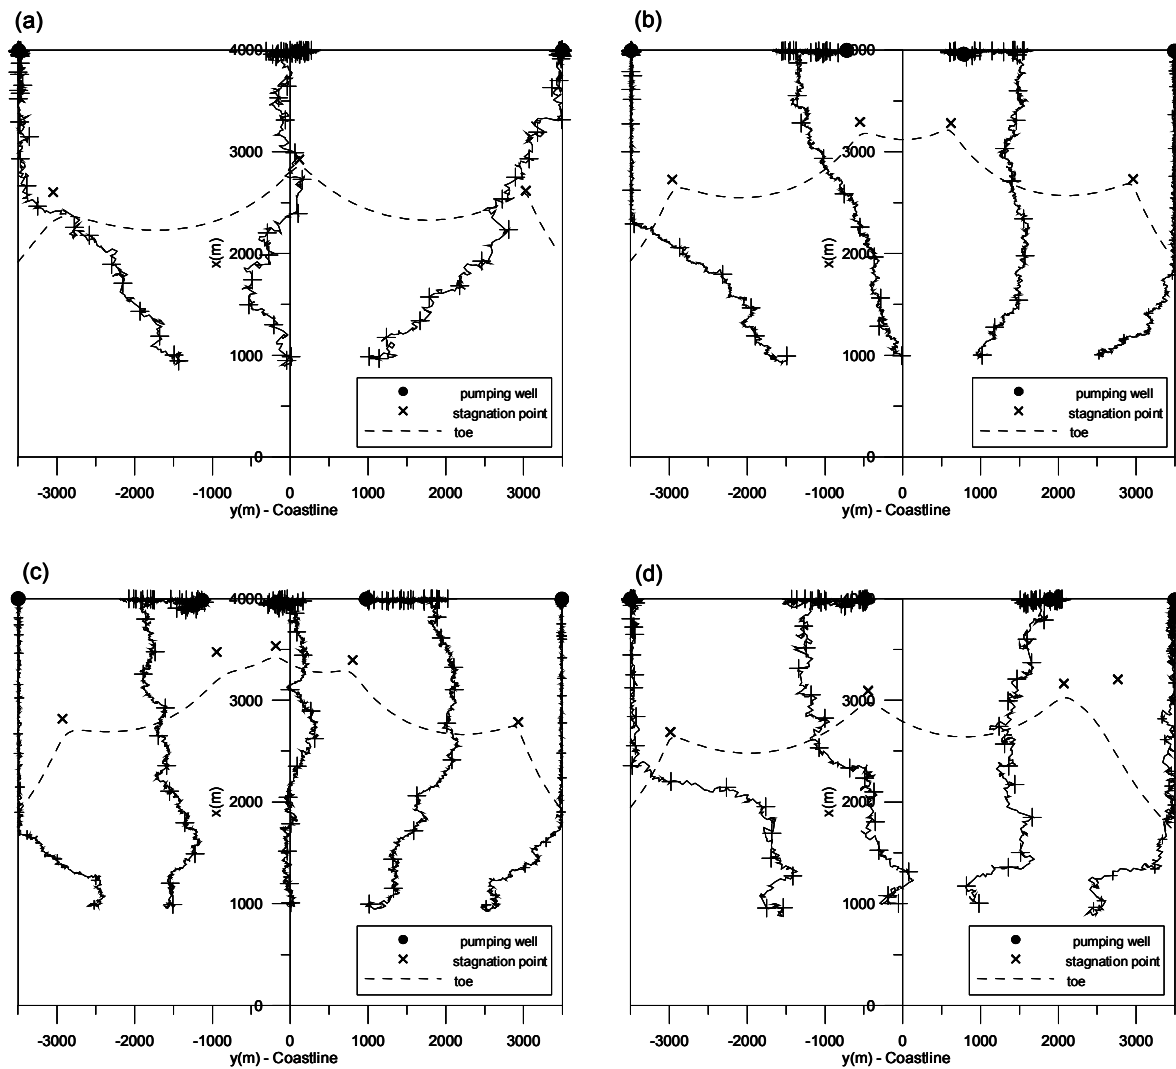 (a)
4000
3000
2000
x(m)
1000
0
pumping well
stagnation point
toe
-3000 -2000 -1000 0 1000 2000 3000
y(m) - Coastline
(b)
3000
2000
x(m)
1000
0
pumping well
stagnation point
toe
-3000 -2000 -1000 0 1000 2000 3000
y(m) - Coastline
(c)
4000
3000
2000
x(m)
1000
0
pumping well
stagnation point
toe
-3000 -2000 -1000 0 1000 2000 3000
y(m) - Coastline
(d)
3000
2000
x(m)
1000
0
pumping well
stagnation point
toe
-3000 -2000 -1000 0 1000 2000 3000
y(m) - Coastline